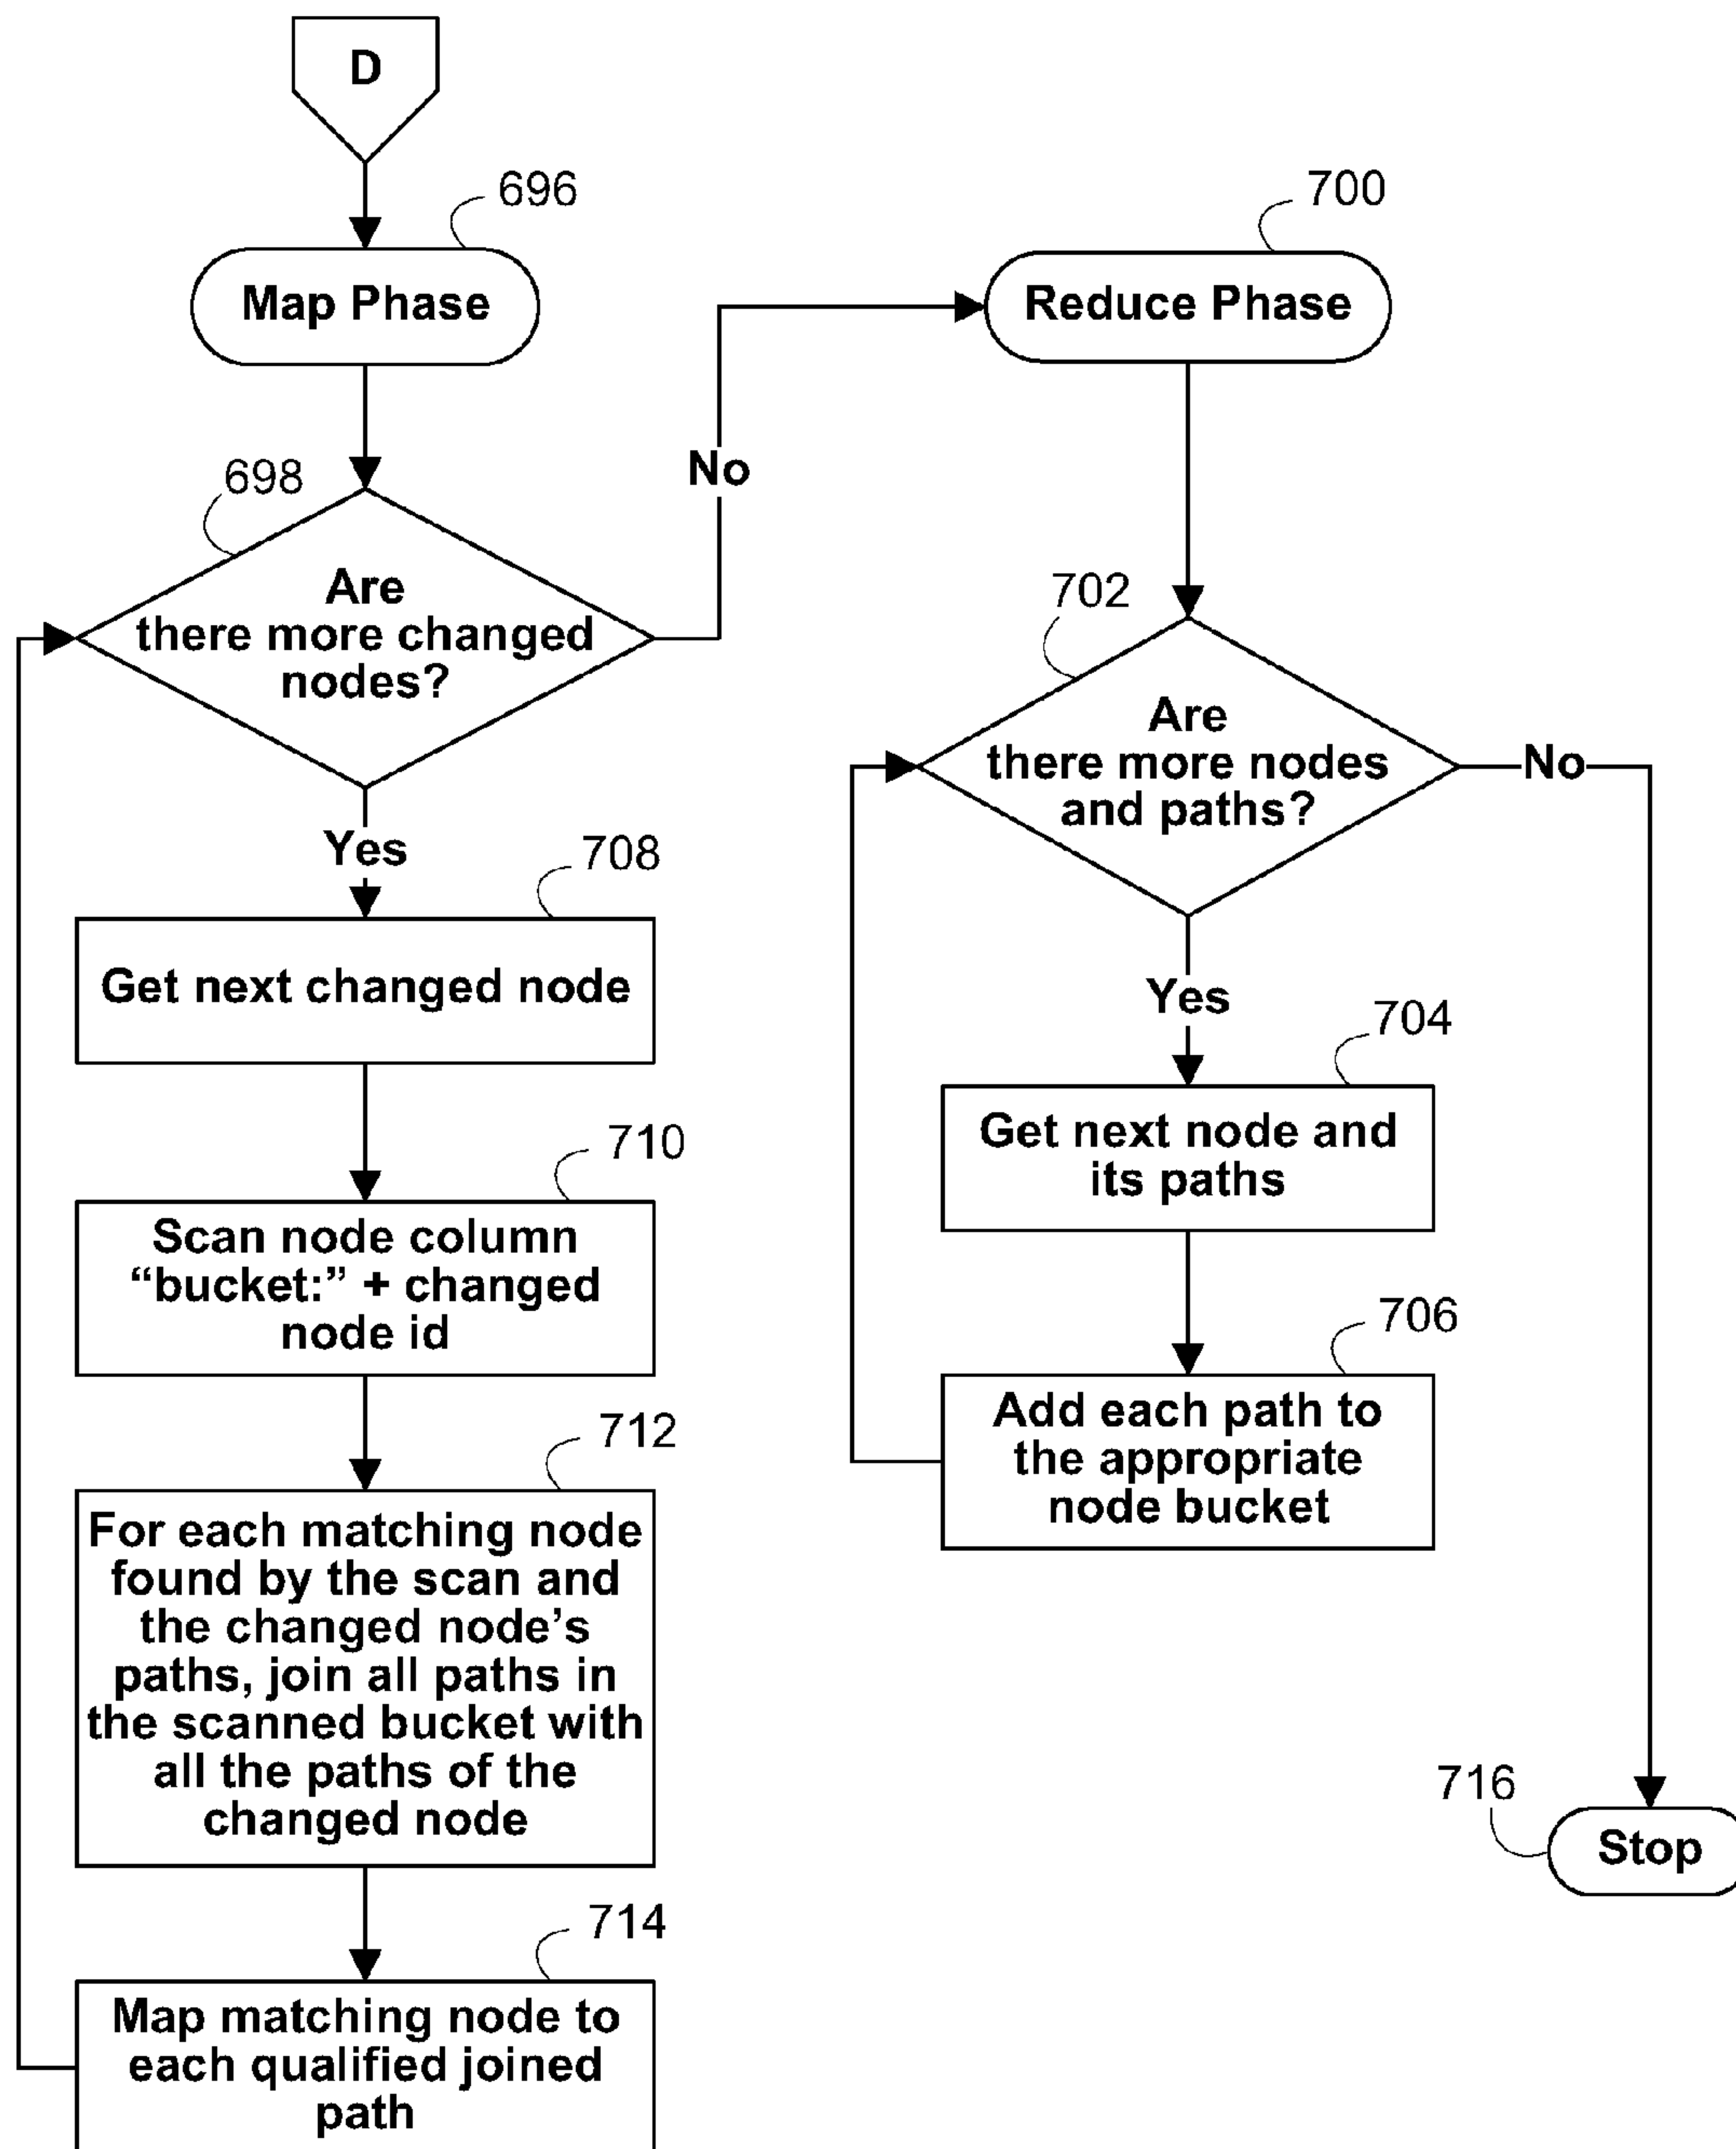 D
696
Map Phase
698
Are
there more changed
nodes?
No
Yes
708
Get next changed node
710
Scan node column
“bucket:” + changed
node id
712
For each matching node
found by the scan and
the changed node’s
paths, join all paths in
the scanned bucket with
all the paths of the
changed node
714
Map matching node to
each qualified joined
path
700
Reduce Phase
702
Are
there more nodes
and paths?
No
Yes
704
Get next node and
its paths
706
Add each path to
the appropriate
node bucket
716
Stop